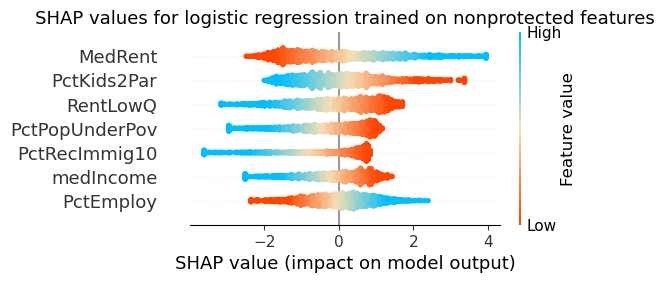 SHAP values for logistic regression trained on nonprotected features
High
MedRent
PctKids2Par
RentLowQ
PctPopUnderPov
PctRecImmig10
medIncome
PctEmploy
Feature value
Low
−2
0
2
4
SHAP value (impact on model output)